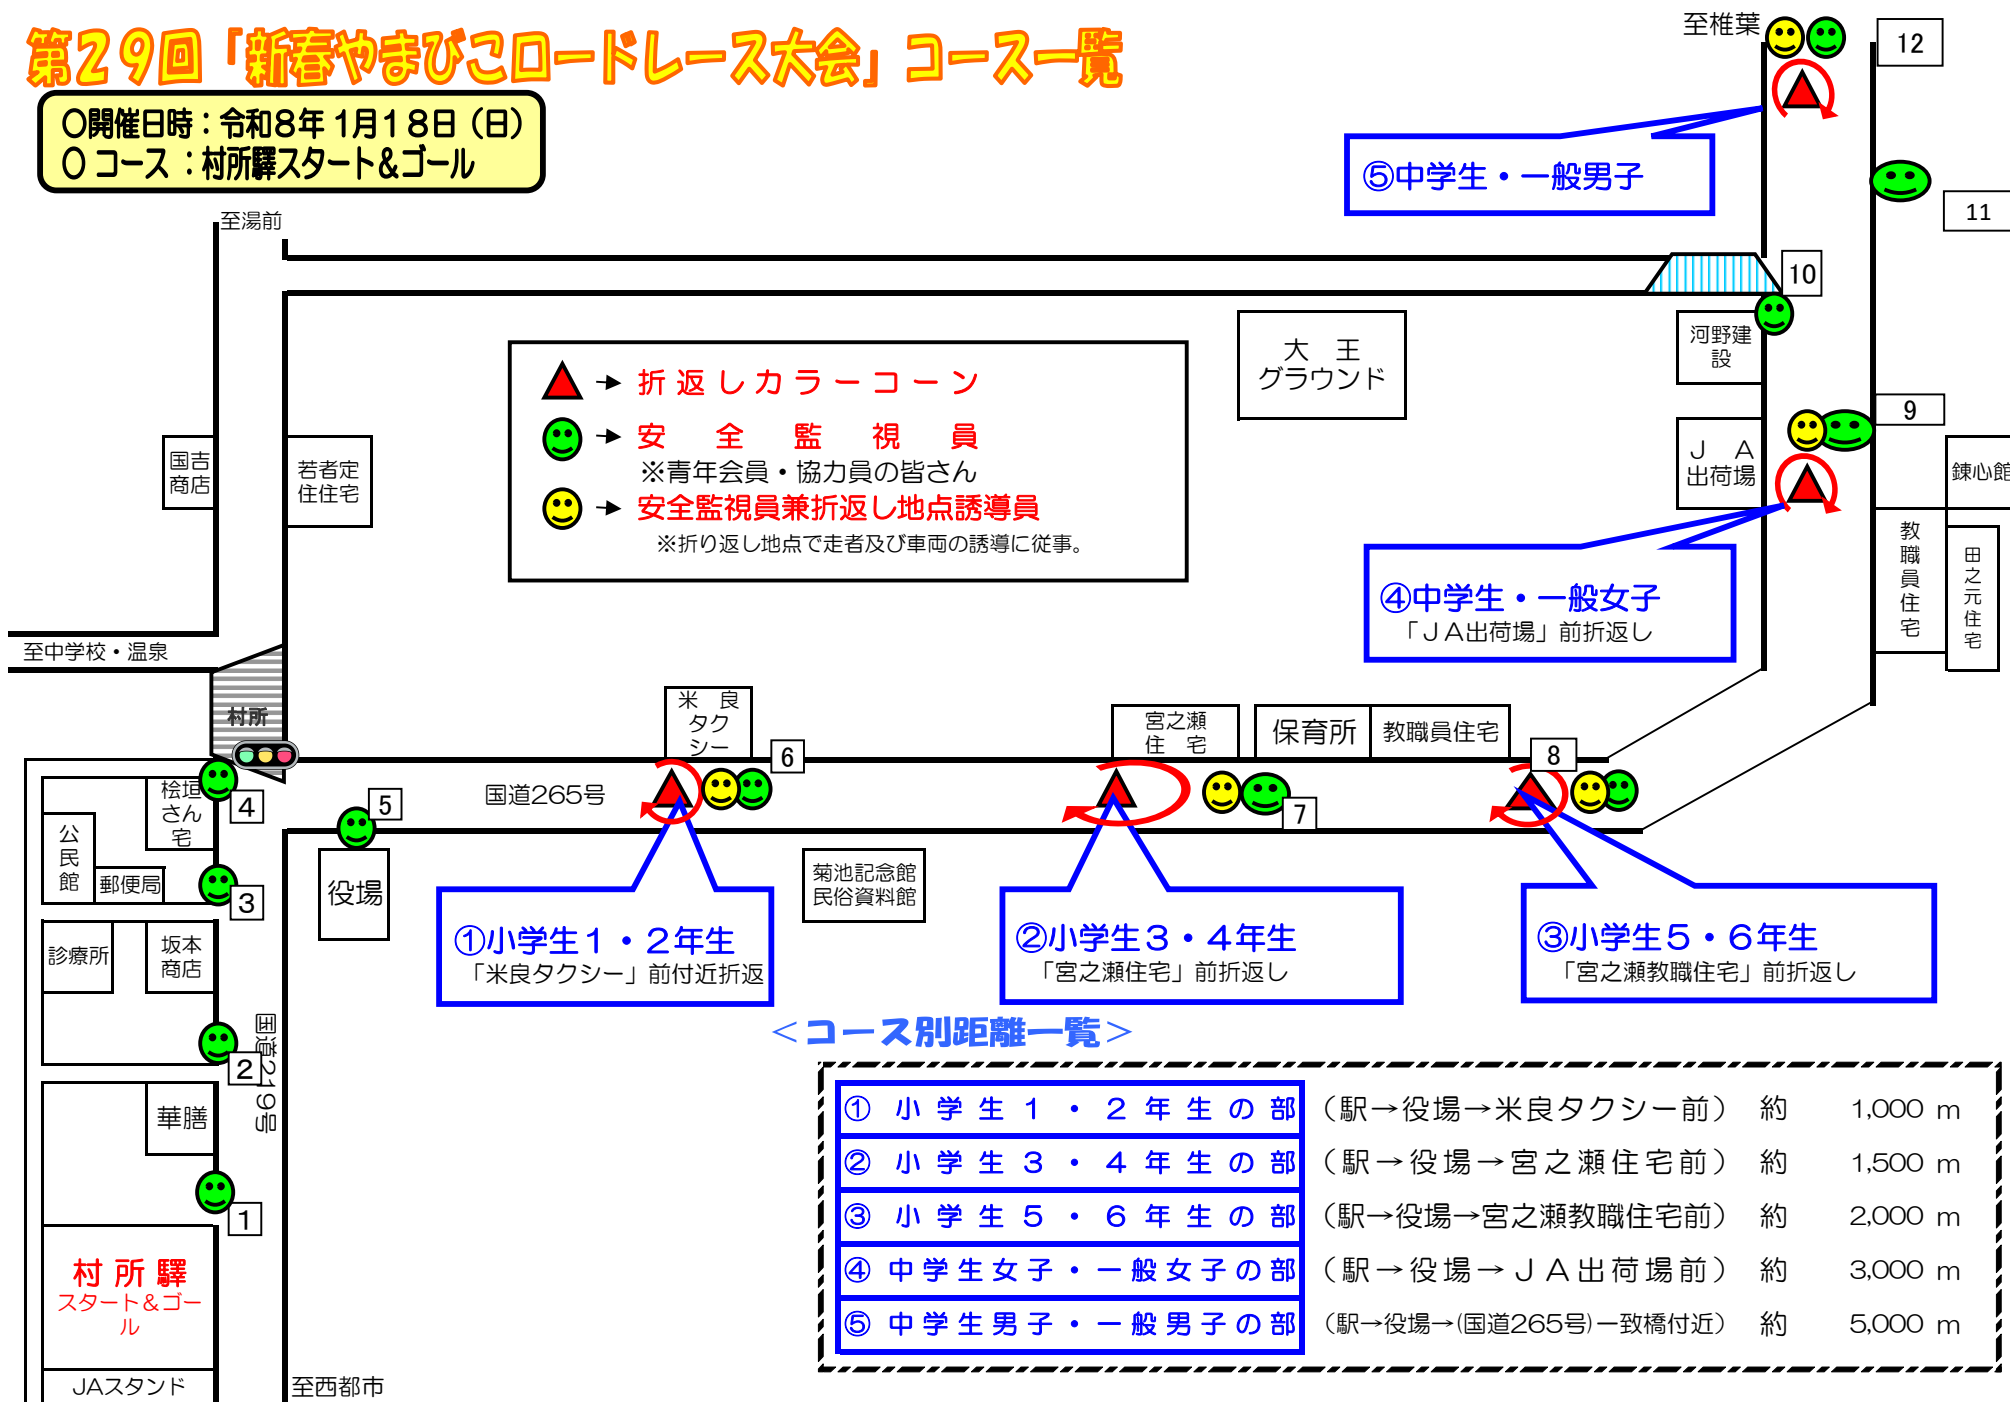 第29回「新春やまびこロードレース大会」コース一覧
〇開催日時：令和8年1月18日（日）
〇 コース ：村所驛スタート＆ゴール
至椎葉
12
⑤中学生・一般男子
11
至湯前
10
河野建
設
大　王
グラウンド
→ 折返しカラーコーン
→ 安全監視員
※青年会員・協力員の皆さん
→ 安全監視員兼折返し地点誘導員
※折り返し地点で走者及び車両の誘導に従事。
9
ＪＡ
出荷場
錬心館
教職員住宅
田之元住宅
国吉
商店
若者定
住住宅
④中学生・一般女子
「ＪＡ出荷場」前折返し
至中学校・温泉
村所
米　良
タク
シー
6
宮之瀬
住　宅
保育所
教職員住宅
8
国道265号
7
桧垣
さん
宅
4
5
公民館
郵便局
3
役場
菊池記念館
民俗資料館
①小学生１・２年生
「米良タクシー」前付近折返
②小学生３・４年生
「宮之瀬住宅」前折返し
③小学生５・６年生
「宮之瀬教職住宅」前折返し
診療所
坂本
商店
2
国道219号
華膳
1
村所驛
スタート＆ゴー
ル
JAスタンド
至西都市
＜コース別距離一覧＞
① 小学生１・２年生の部 （駅→役場→米良タクシー前） 約 1,000 m
② 小学生３・４年生の部 （駅→役場→宮之瀬住宅前） 約 1,500 m
③ 小学生５・６年生の部 （駅→役場→宮之瀬教職住宅前） 約 2,000 m
④ 中学生女子・一般女子の部 （駅→役場→ＪＡ出荷場前） 約 3,000 m
⑤ 中学生男子・一般男子の部 （駅→役場→(国道265号)一致橋付近） 約 5,000 m